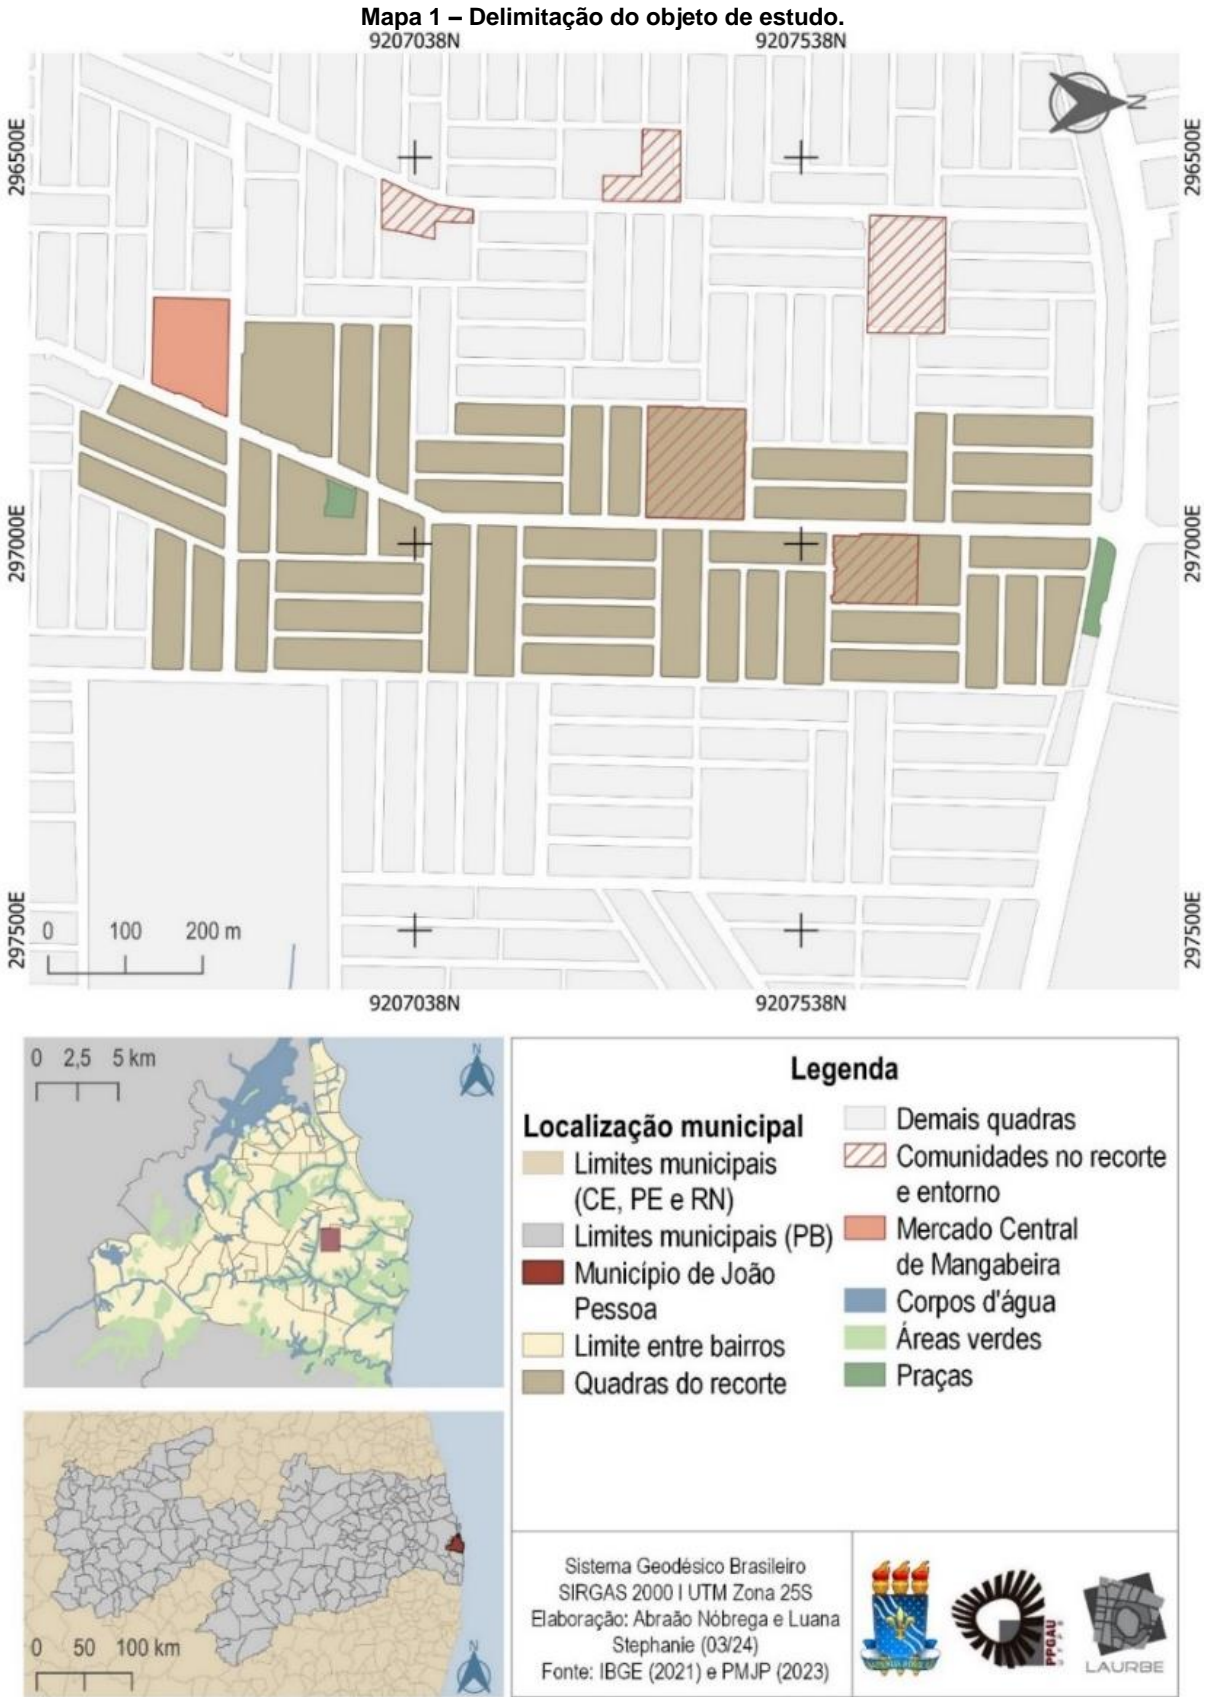 Mapa 1 – Delimitação do objeto de estudo.
9207038N
9207538N
N
296500E
296500E
297000E
297000E
297500E
297500E
0 100 200 m
9207038N
9207538N
0 2,5 5 km
N
Legenda
Localização municipal
Limites municipais
(CE, PE e RN)
Limites municipais (PB)
Município de João
Pessoa
Limite entre bairros
Quadras do recorte
Demais quadras
Comunidades no recorte
e entorno
Mercado Central
de Mangabeira
Corpos d'água
Áreas verdes
Praças
0 50 100 km
N
Sistema Geodésico Brasileiro
SIRGAS 2000 I UTM Zona 25S
Elaboração: Abraão Nóbrega e Luana
Stephanie (03/24)
Fonte: IBGE (2021) e PMJP (2023)
PPGAU
LAURBE